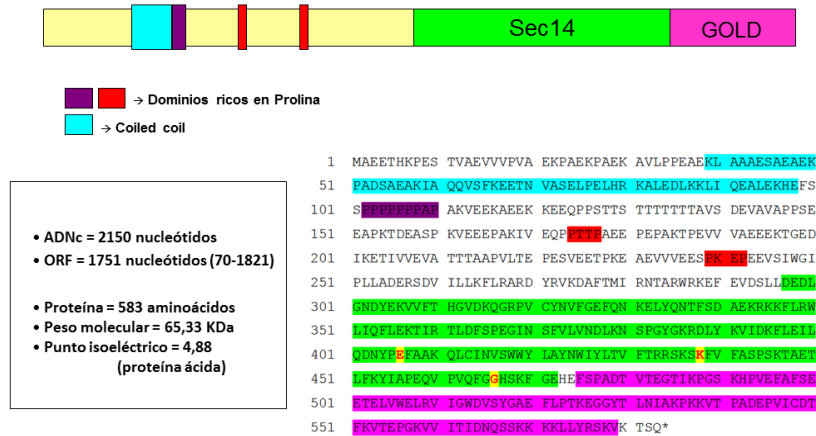 Sec14 GOLD
→ Dominios ricos en Prolina
→ Coiled coil
• ADNc = 2150 nucleótidos
• ORF = 1751 nucleótidos (70-1821)
• Proteína = 583 aminoácidos
• Peso molecular = 65,33 KDa
• Punto isoeléctrico = 4,88
(proteína ácida)
1 MAEETHKPES TVAEVVVPVA EKPAEKPAEK AVLPPEAEKL AAAESAEAEK
51 PADSAEAKIA QQVSFKEETN VASELPELHR KALEDLKKLI QEALEKHEFS
101 SPPPPPPPAP AKVEEKAEEK KEEQPPSTTS TTTTTTTAVS DEVAVAPPSE
151 EAPKTDEASP KVEEEPAKIV EQPPTTPAEE PEPAKTPEVV VAEEEKTGED
201 IKETIVVEVA TTTAAPVLTE PESVEETPKE AEVVVEESPK EPEEVSIWGI
251 PLLADERSDV ILLKFLRARD YRVKDAFTMI RNTARWRKEF EVDSLLDEDL
301 GNDYEKVVFT HGVDKQGRPV CYNVFGEFQN KELYQNTFSD AEKRKKFLRW
351 LIQFLEKTIR TLDFSPEGIN SFVLVNDLKN SPGYGKRDLY KVIDKFLEIL
401 QDNYPEFAAK QLCINVSWWY LAYNWIYLTV FTRRSKSKFV FASPSKTAET
451 LFKYIAPEQV PVQFGGHSKF GEHEFSPADT VTEGTIKPGS KHPVEFAFSE
501 ETELVWELRV IGWDVSYGAE FLPTKEGGYT LNIAKPKKVT PADEPVICDT
551 FKVTEPGKVV ITIDNQSSKK KKLLYRSKVK TSQ*